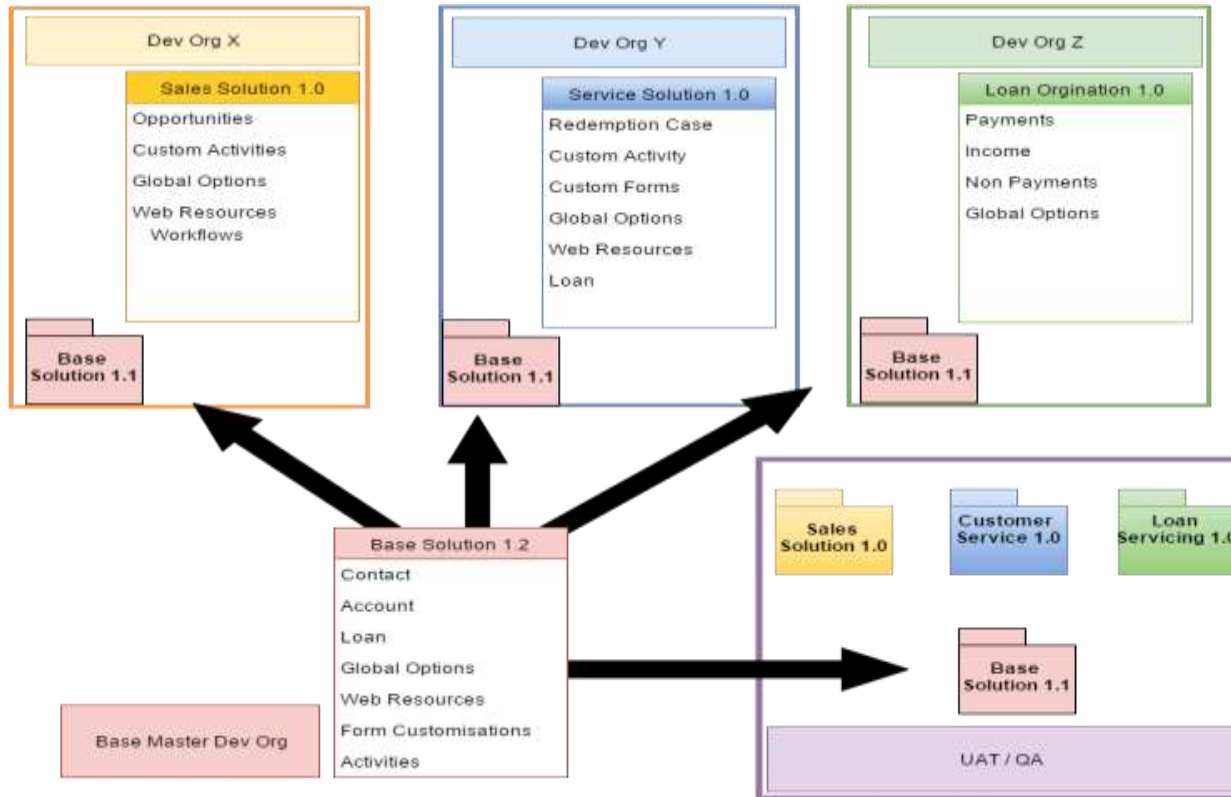 Dev Org X
Sales Solution 1.0
Opportunities
Custom Activities
Global Options
Web Resources
Workflows
Base
Solution 1.1
Dev Org Y
Service Solution 1.0
Redemption Case
Custom Activity
Custom Forms
Global Options
Web Resources
Loan
Base
Solution 1.1
Dev Org Z
Loan Orgination 1.0
Payments
Income
Non Payments
Global Options
Base
Solution 1.1
Base Solution 1.2
Contact
Account
Loan
Global Options
Web Resources
Form Customisations
Activities
Base Master Dev Org
Sales
Solution 1.0
Customer
Service 1.0
Loan
Servicing 1.0
Base
Solution 1.1
UAT / QA